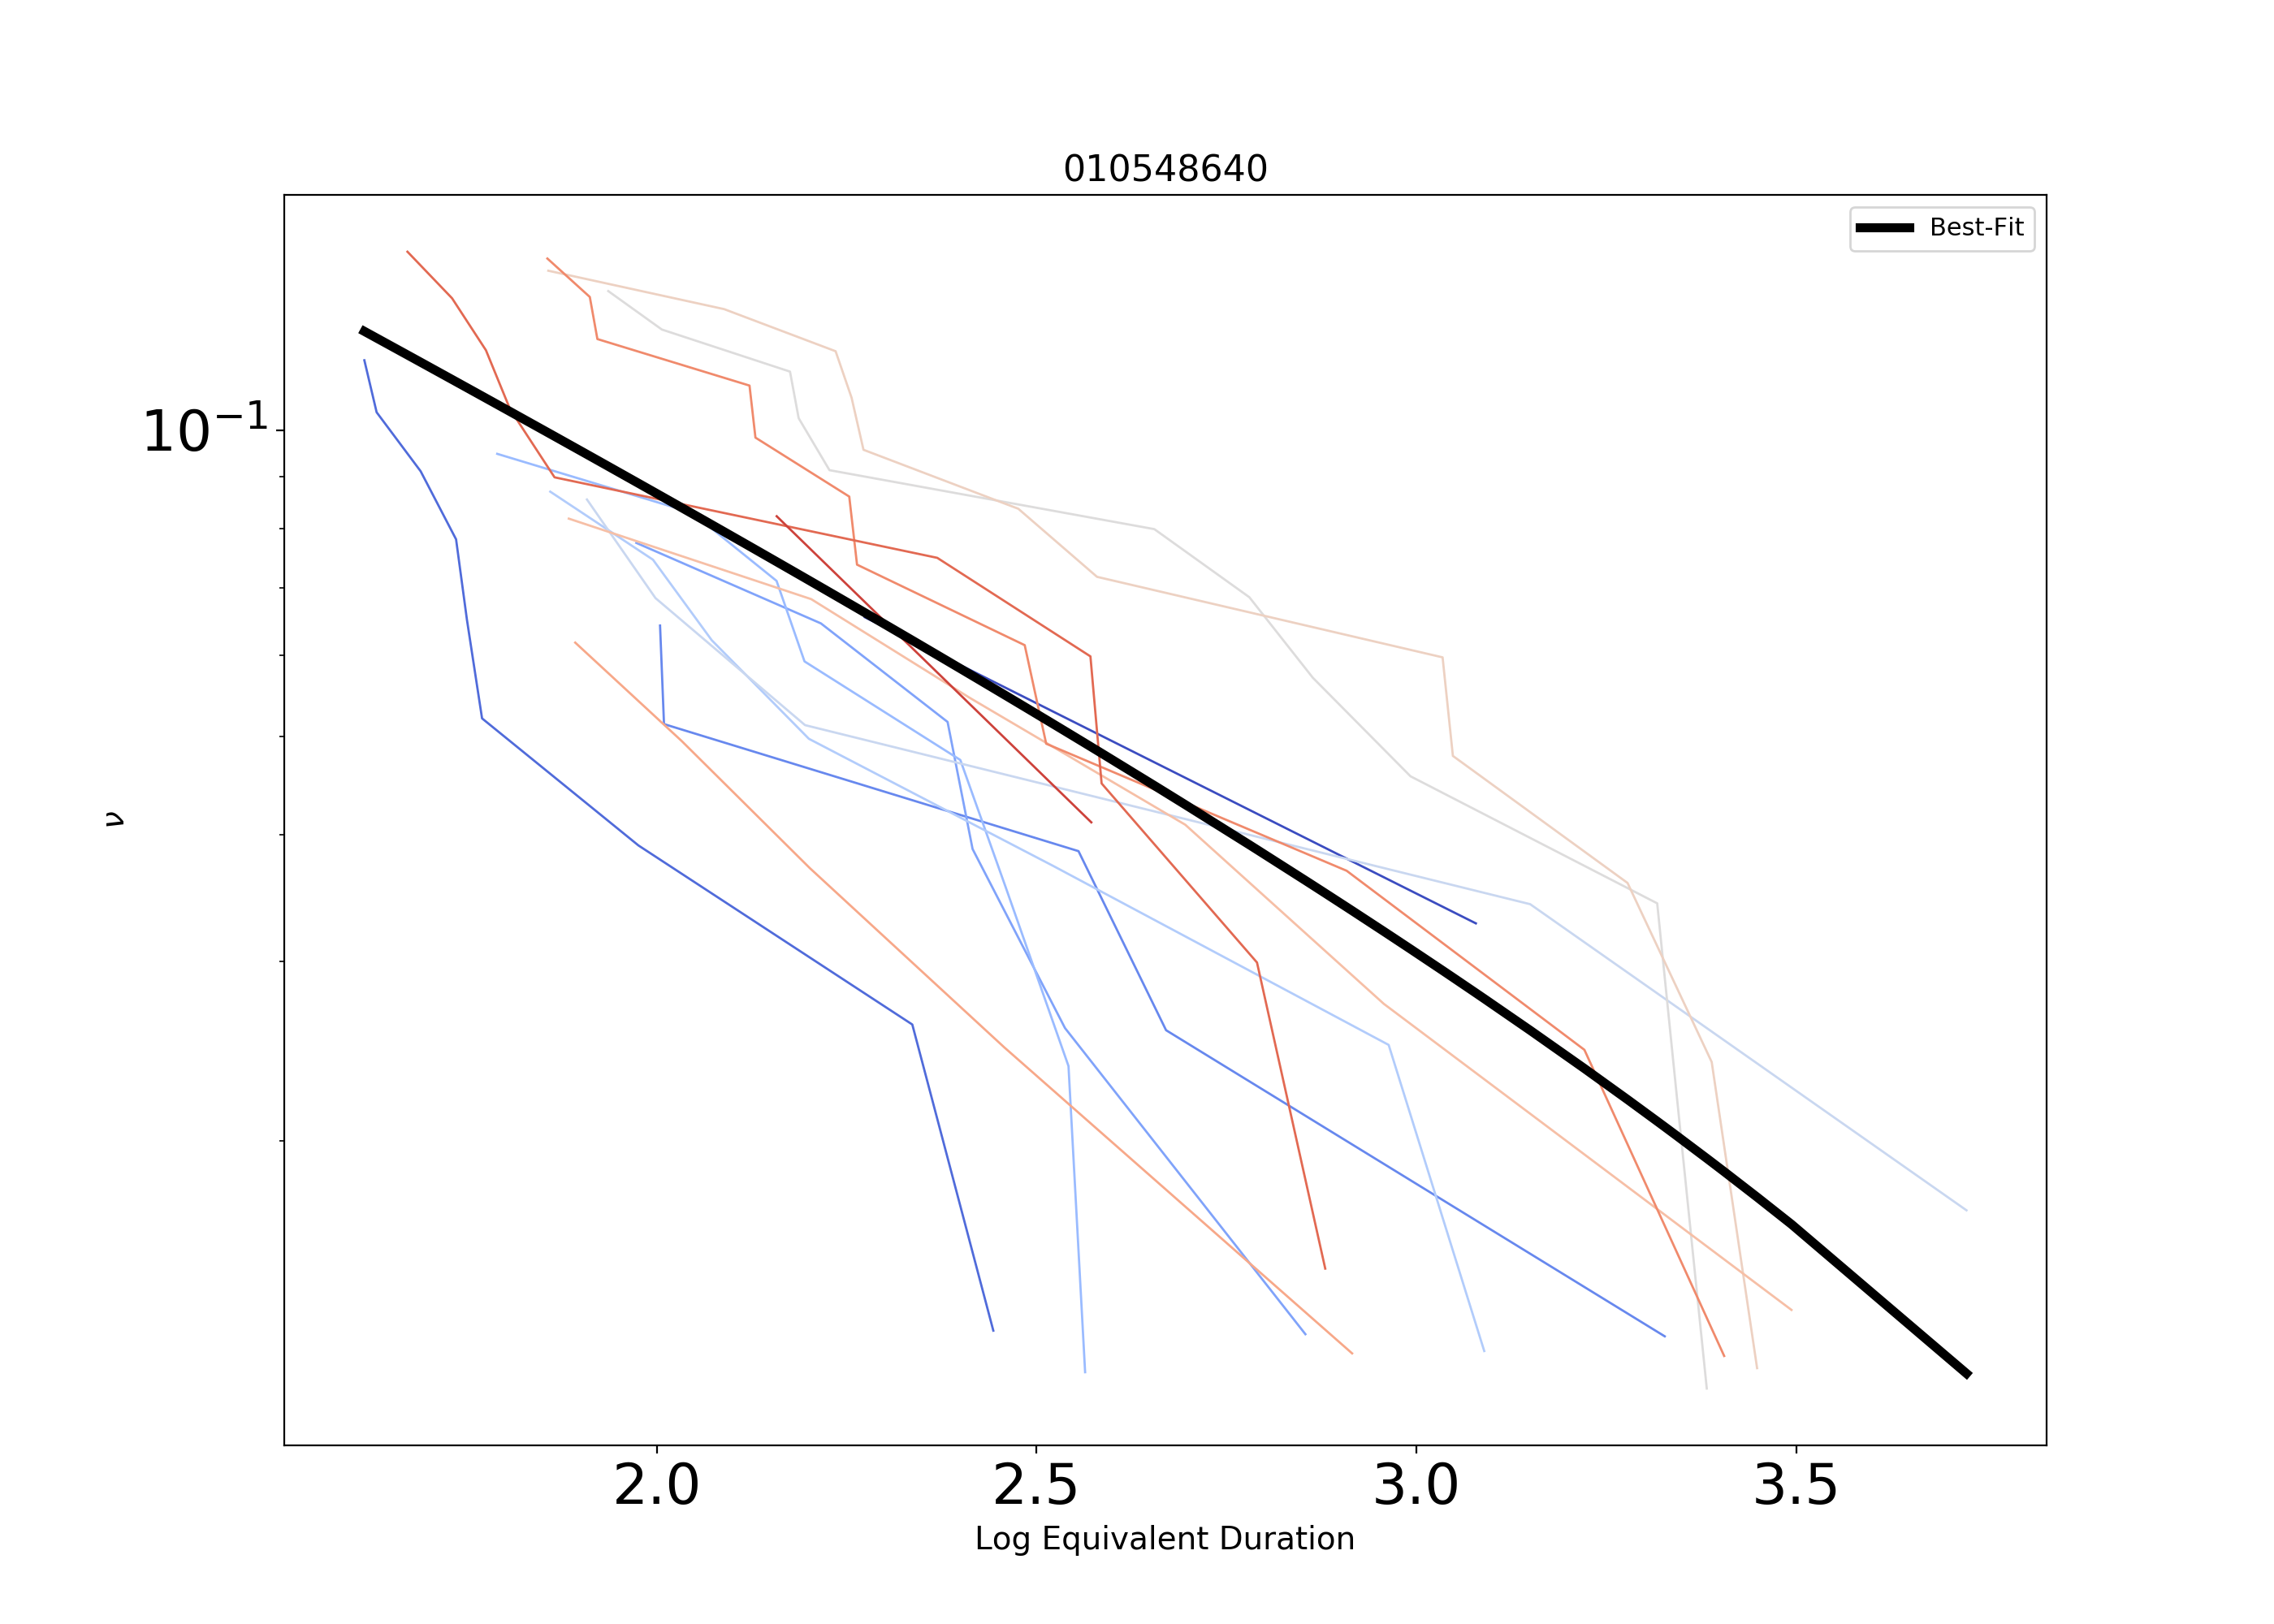 010548640
Best-Fit
10⁻¹
ν
2.0 2.5 3.0 3.5
Log Equivalent Duration